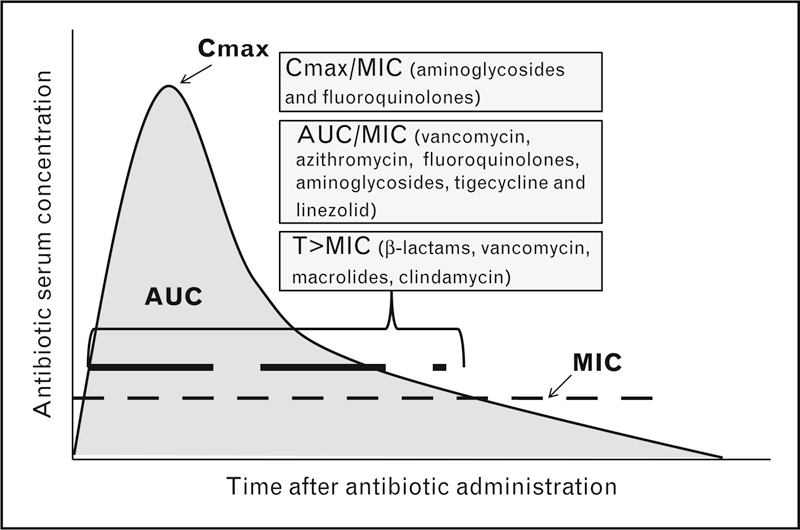 Cmax
Cmax/MIC (aminoglycosides
and fluoroquinolones)
AUC/MIC (vancomycin,
azithromycin, fluoroquinolones,
aminoglycosides, tigecycline and
linezolid)
T>MIC (β-lactams, vancomycin,
macrolides, clindamycin)
AUC
MIC
Antibiotic serum concentration
Time after antibiotic administration